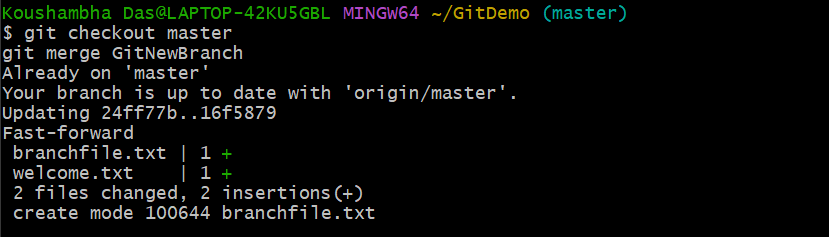 Koushambha Das@LAPTOP-42KU5GBL MINGW64 ~/GitDemo (master)
$ git checkout master
git merge GitNewBranch
Already on 'master'
Your branch is up to date with 'origin/master'.
Updating 24ff77b..16f5879
Fast-forward
 branchfile.txt | 1 +
 welcome.txt    | 1 +
 2 files changed, 2 insertions(+)
 create mode 100644 branchfile.txt